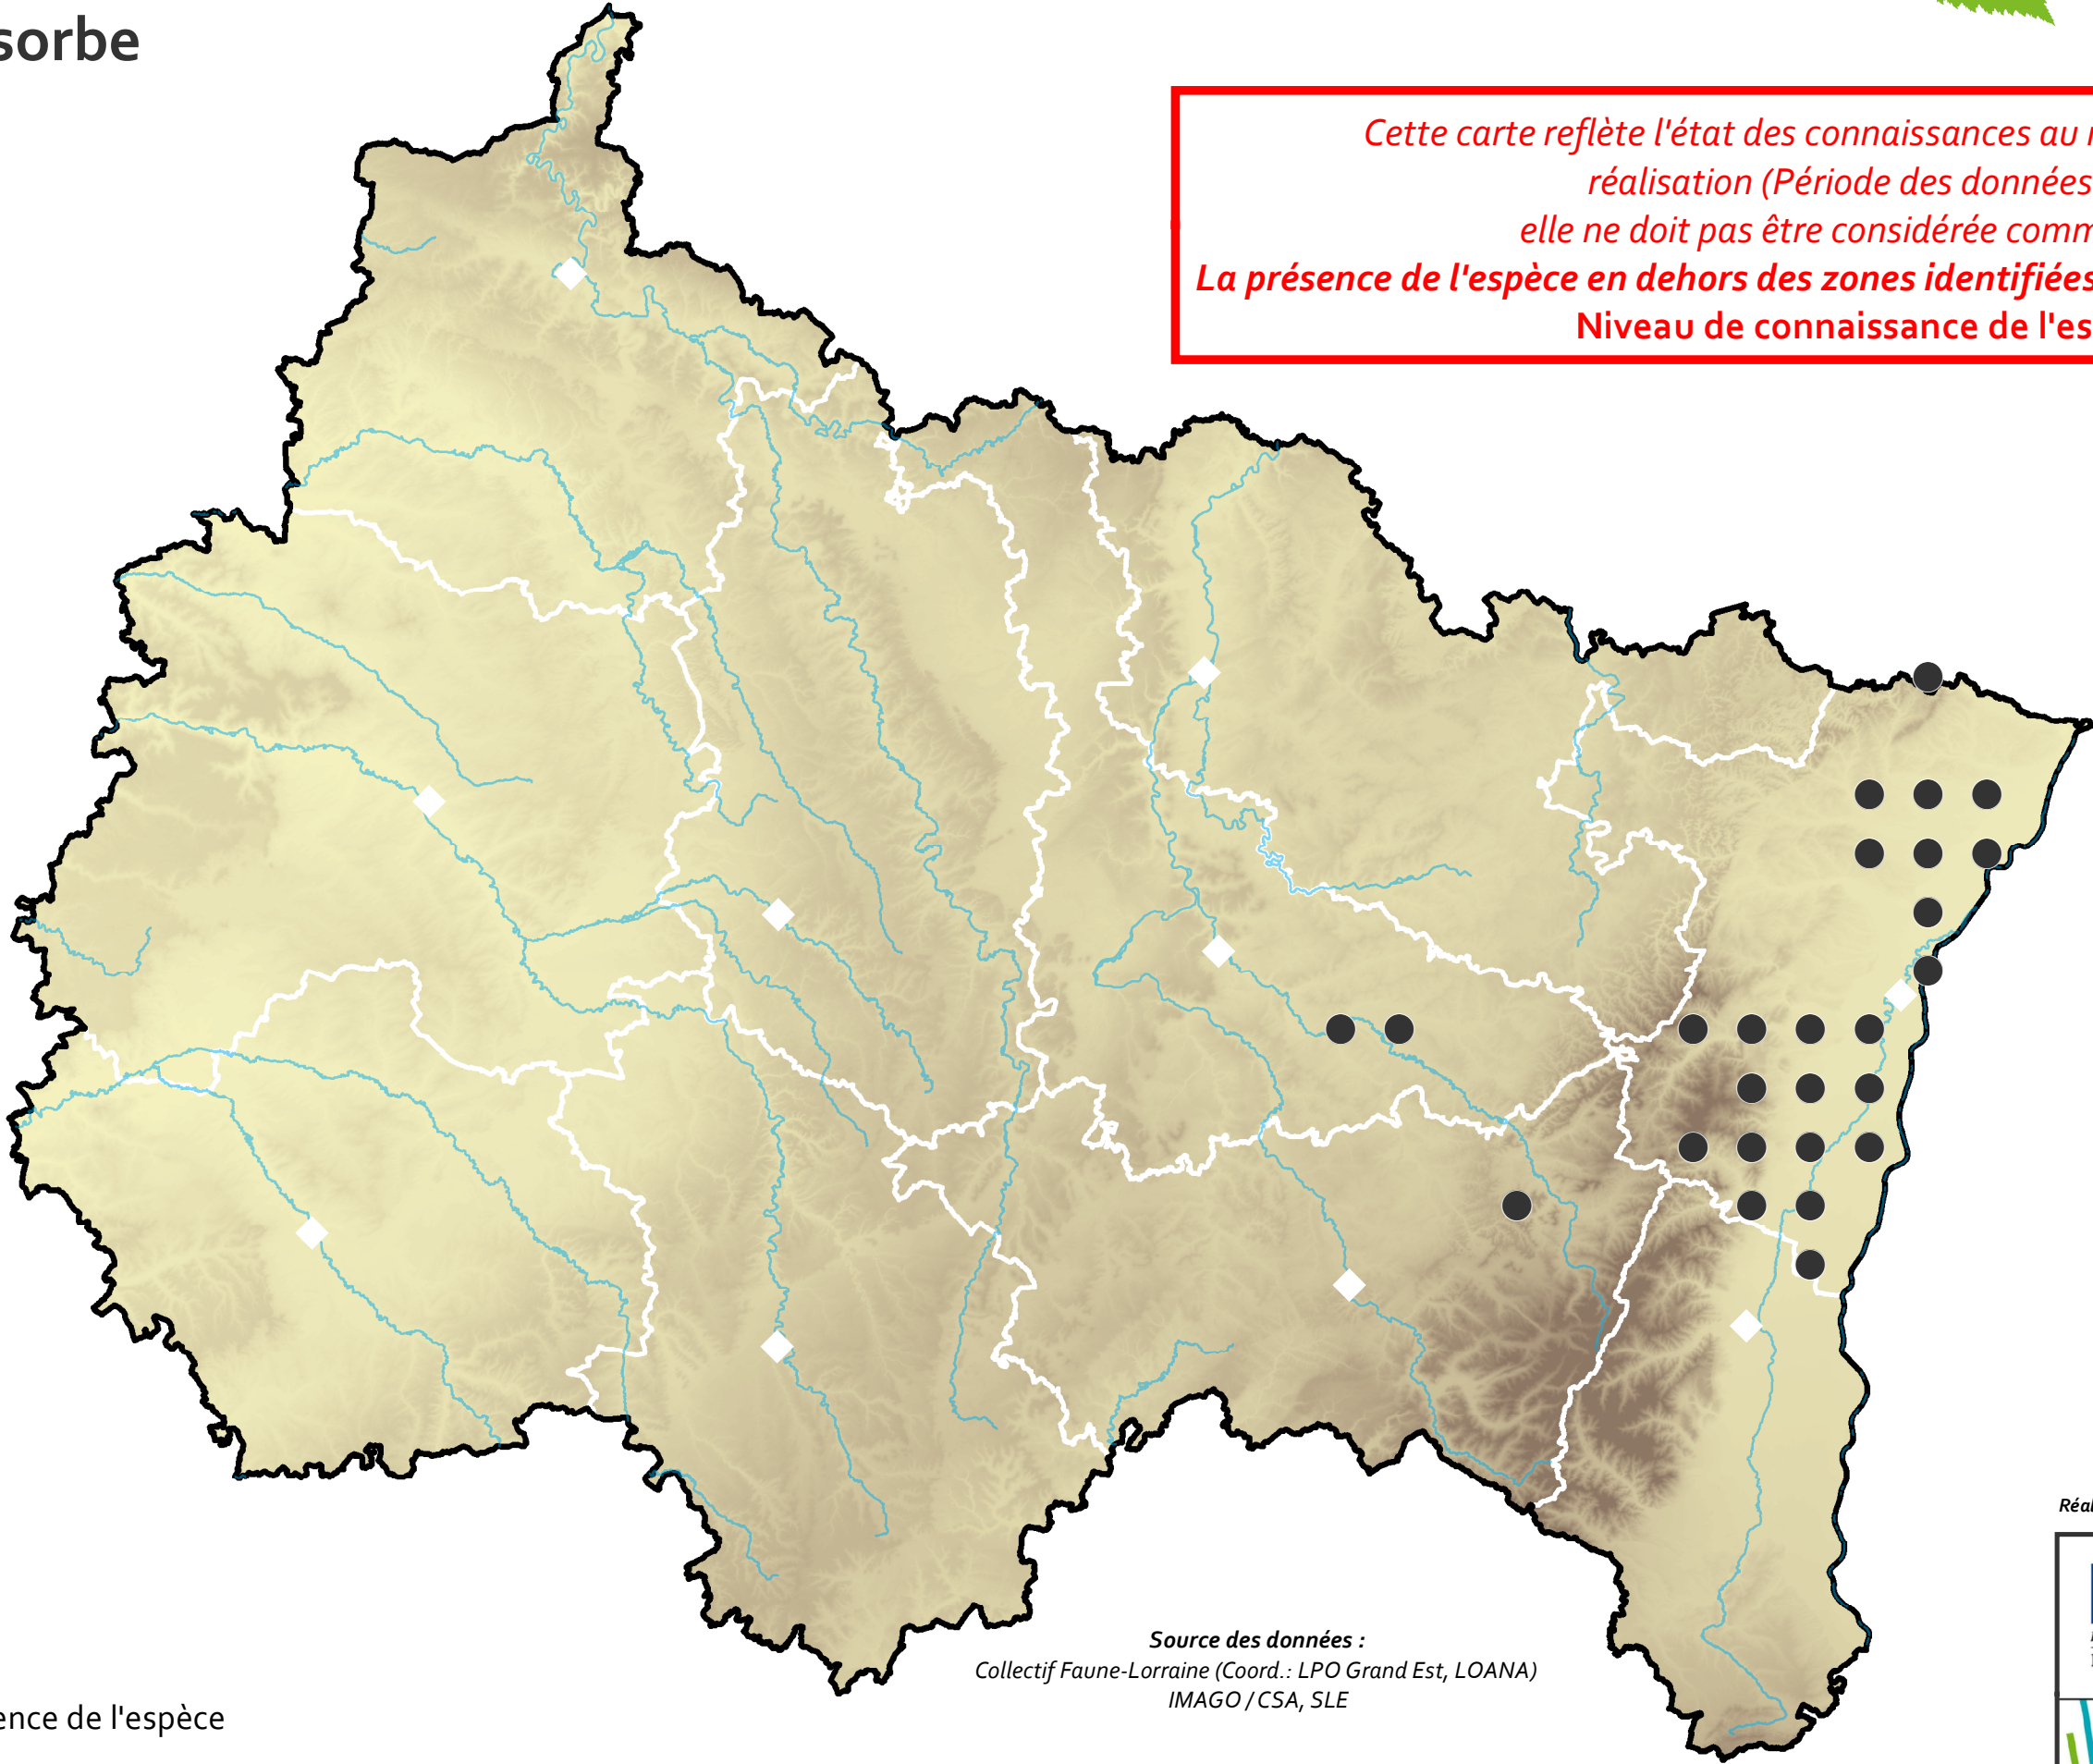 sorbe
Cette carte reflète l'état des connaissances au
réalisation (Période des données
elle ne doit pas être considérée comm
La présence de l'espèce en dehors des zones identifiées
Niveau de connaissance de l'es
Réal
Source des données :
Collectif Faune-Lorraine (Coord.: LPO Grand Est, LOANA)
IMAGO / CSA, SLE
ence de l'espèce